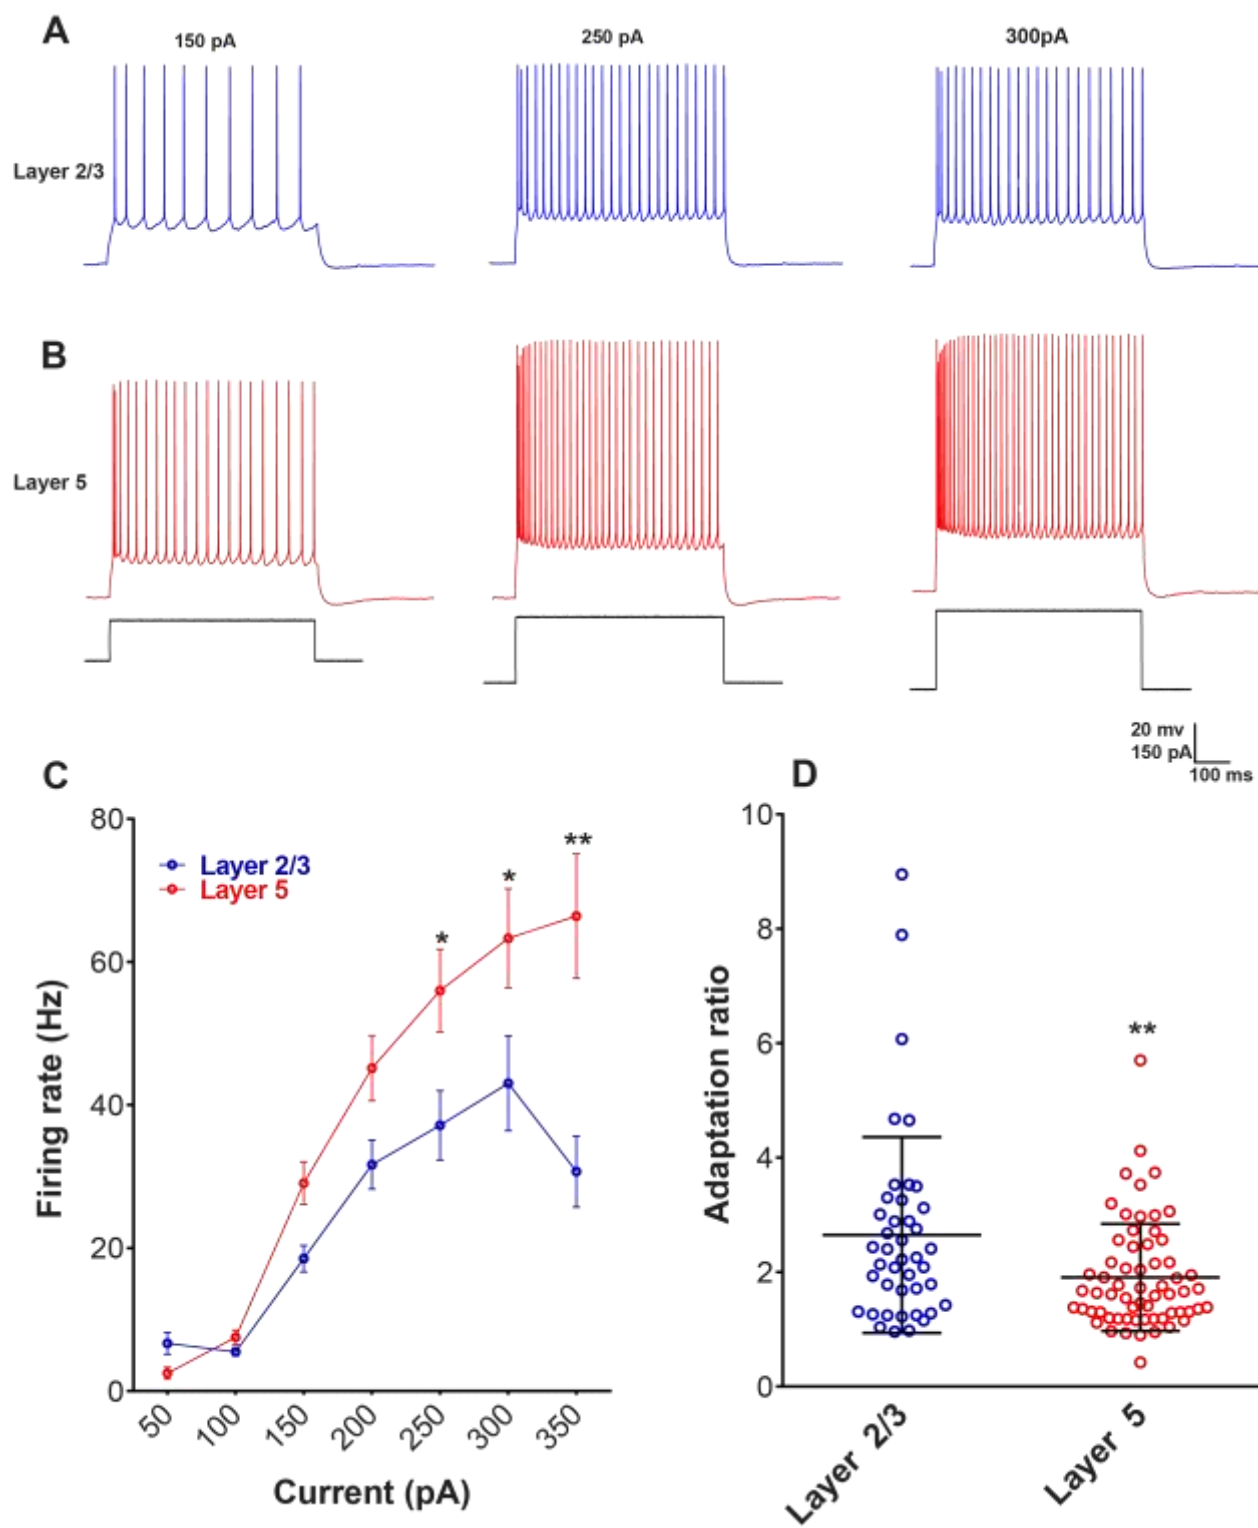 A
150 pA
250 pA
300pA
Layer 2/3
B
Layer 5
20 mv
150 pA
100 ms
C
D
80
60
40
20
0
Firing rate (Hz)
Layer 2/3
Layer 5
*
*
**
50
100
150
200
250
300
350
Current (pA)
10
8
6
4
2
0
Adaptation ratio
**
Layer 2/3
Layer 5